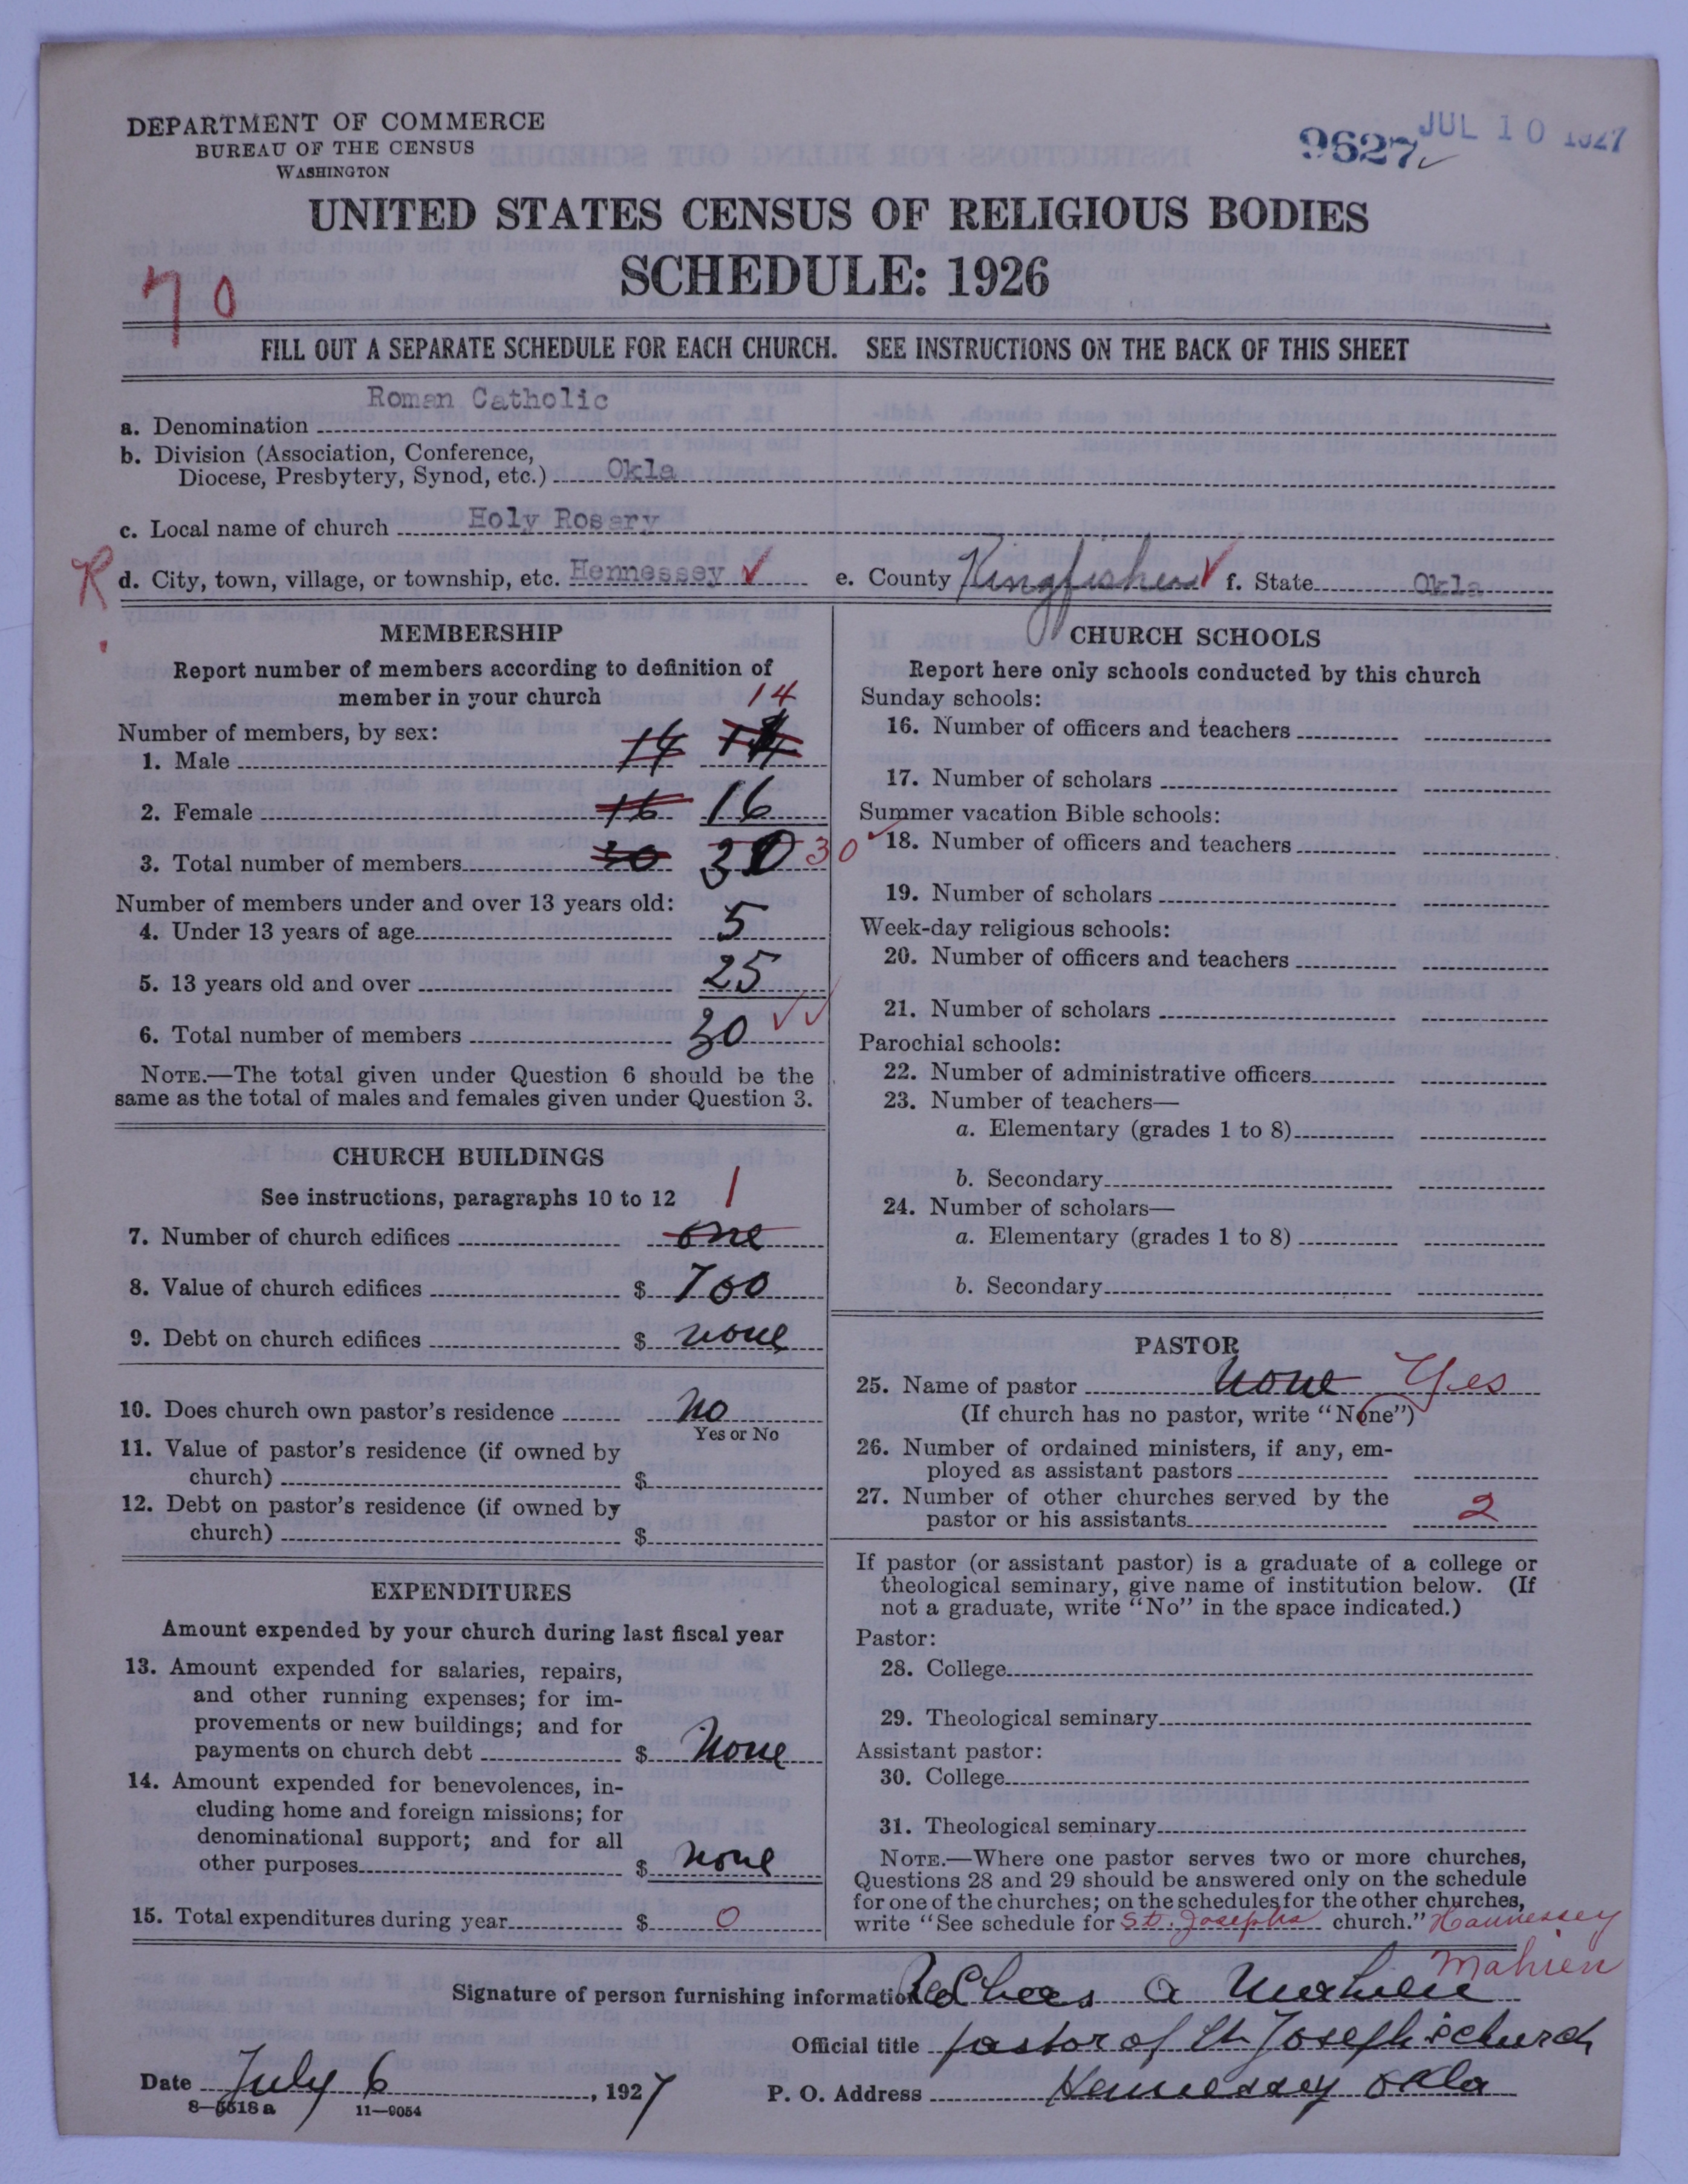 DEPARTMENT OF COMMERCE
BUREAU OF THE CENSUS
WASHINGTON
9627 JUL 10 1927
UNITED STATES CENSUS OF RELIGIOUS BODIES
SCHEDULE: 1926
70
FILL OUT A SEPARATE SCHEDULE FOR EACH CHURCH. SEE INSTRUCTIONS ON THE BACK OF THIS SHEET
a. Denomination Roman Catholic
b. Division (Association, Conference,
Diocese, Presbytery, Synod, etc.) Okla
c. Local name of church Holy Rosary
R d. City, town, village, or township, etc. Hennessey e. County Kingfisher f. State Okla
MEMBERSHIP
Report number of members according to definition of
member in your church
Number of members, by sex: 14
1. Male 14 14
2. Female 16 16
3. Total number of members 30 30 30
Number of members under and over 13 years old:
4. Under 13 years of age 5
5. 13 years old and over 25
6. Total number of members 30
NOTE.—The total given under Question 6 should be the
same as the total of males and females given under Question 3.
CHURCH BUILDINGS
See instructions, paragraphs 10 to 12 1
7. Number of church edifices one
8. Value of church edifices $ 700
9. Debt on church edifices $ none
10. Does church own pastor's residence No
Yes or No
11. Value of pastor's residence (if owned by
church) $
12. Debt on pastor's residence (if owned by
church) $
EXPENDITURES
Amount expended by your church during last fiscal year
13. Amount expended for salaries, repairs,
and other running expenses; for im-
provements or new buildings; and for
payments on church debt $ None
14. Amount expended for benevolences, in-
cluding home and foreign missions; for
denominational support; and for all
other purposes $ None
15. Total expenditures during year $ 0
CHURCH SCHOOLS
Report here only schools conducted by this church
Sunday schools:
16. Number of officers and teachers
17. Number of scholars
Summer vacation Bible schools:
18. Number of officers and teachers
19. Number of scholars
Week-day religious schools:
20. Number of officers and teachers
21. Number of scholars
Parochial schools:
22. Number of administrative officers
23. Number of teachers—
a. Elementary (grades 1 to 8)
b. Secondary
24. Number of scholars—
a. Elementary (grades 1 to 8)
b. Secondary
PASTOR
25. Name of pastor None Yes
(If church has no pastor, write "None")
26. Number of ordained ministers, if any, em-
ployed as assistant pastors
27. Number of other churches served by the
pastor or his assistants 2
If pastor (or assistant pastor) is a graduate of a college or
theological seminary, give name of institution below. (If
not a graduate, write "No" in the space indicated.)
Pastor:
28. College
29. Theological seminary
Assistant pastor:
30. College
31. Theological seminary
NOTE.—Where one pastor serves two or more churches,
Questions 28 and 29 should be answered only on the schedule
for one of the churches; on the schedules for the other churches,
write "See schedule for St. Josephs church." Hannessey
Mahien
Signature of person furnishing information
Official title pastor of St Joseph's church
Date July 6, 1927 P. O. Address Hennessey Okla
8—5518a 11—9054